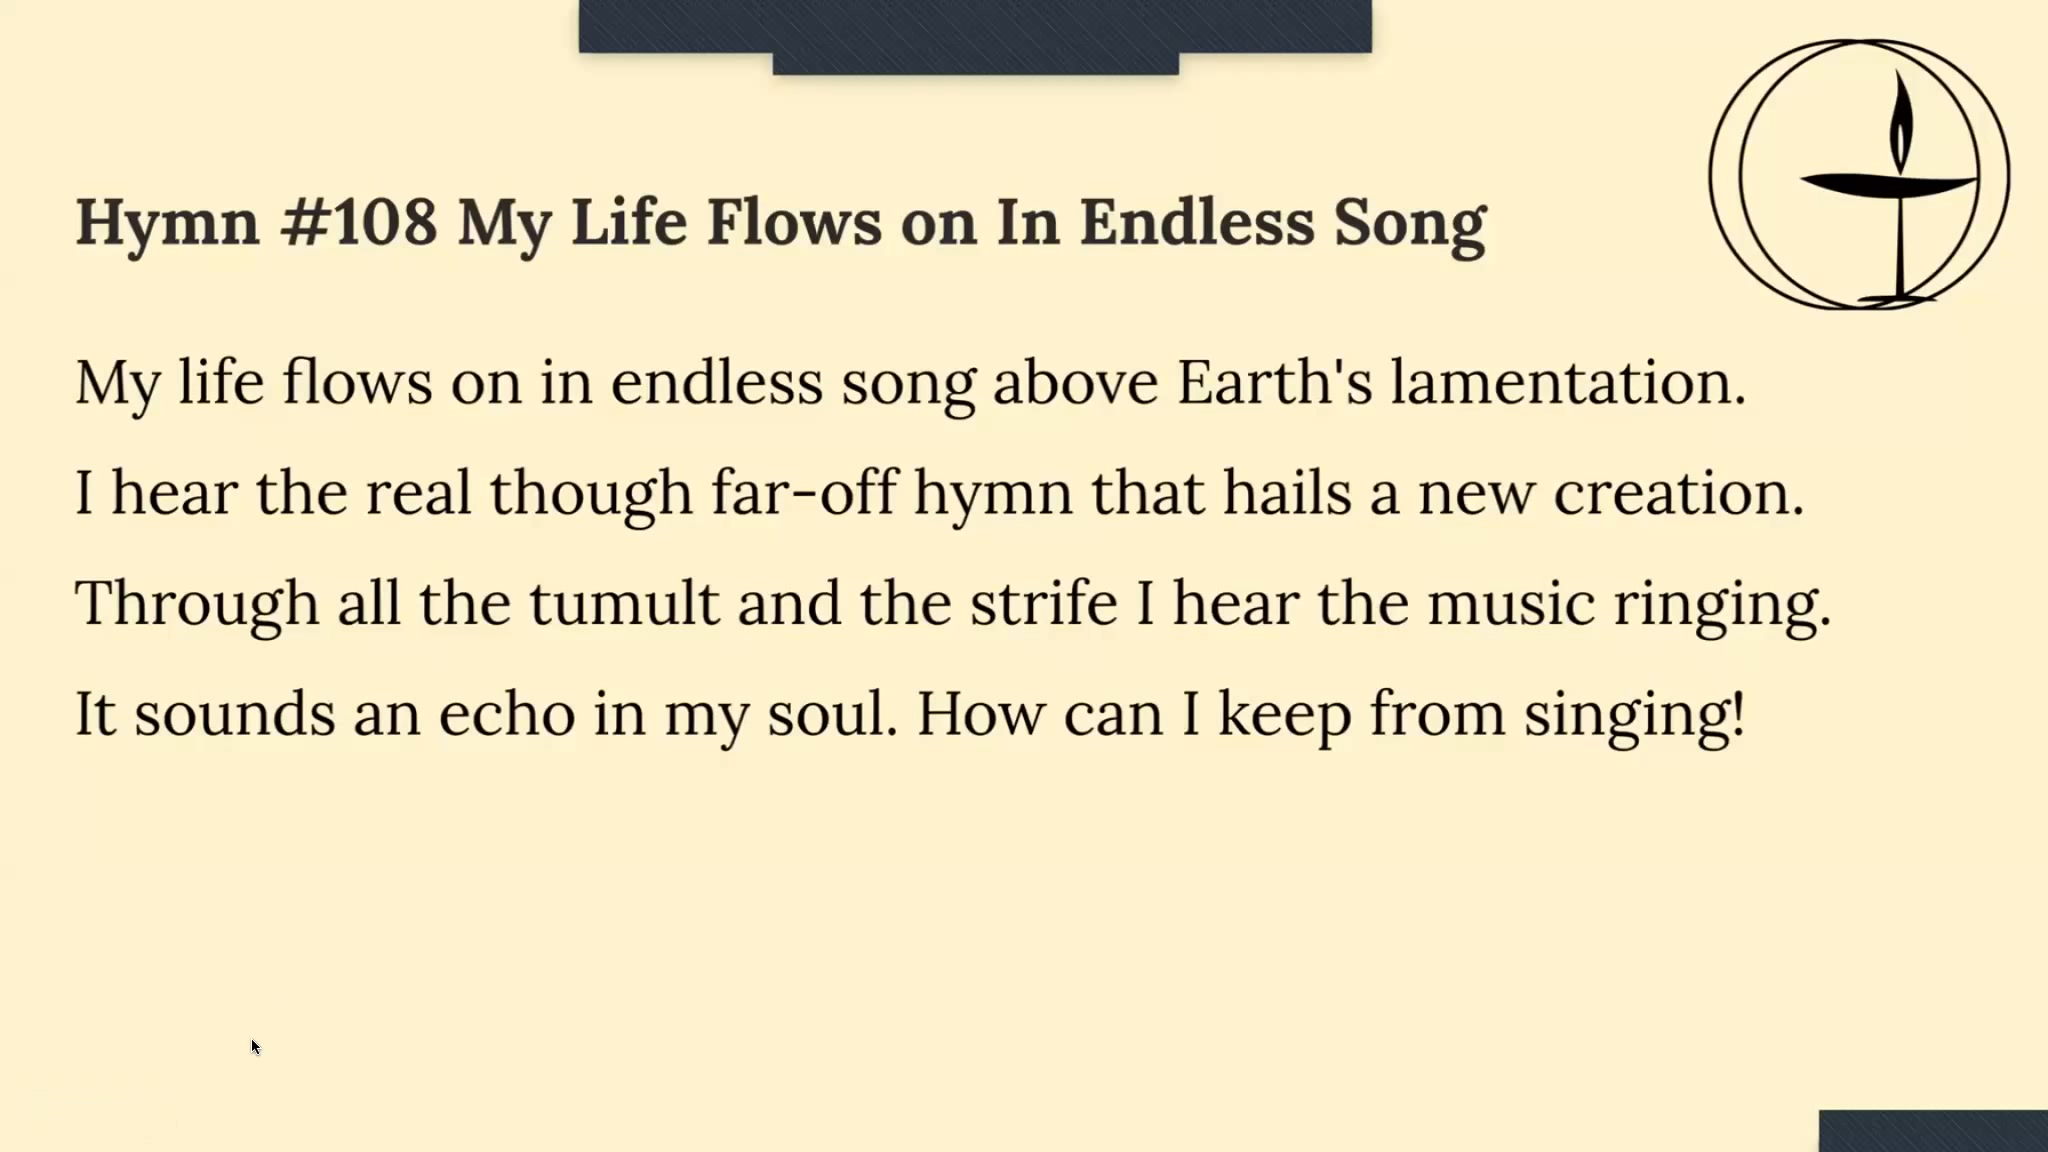 Hymn #108 My Life Flows on In Endless Song
My life flows on in endless song above Earth's lamentation.
I hear the real though far-off hymn that hails a new creation.
Through all the tumult and the strife I hear the music ringing.
It sounds an echo in my soul. How can I keep from singing!